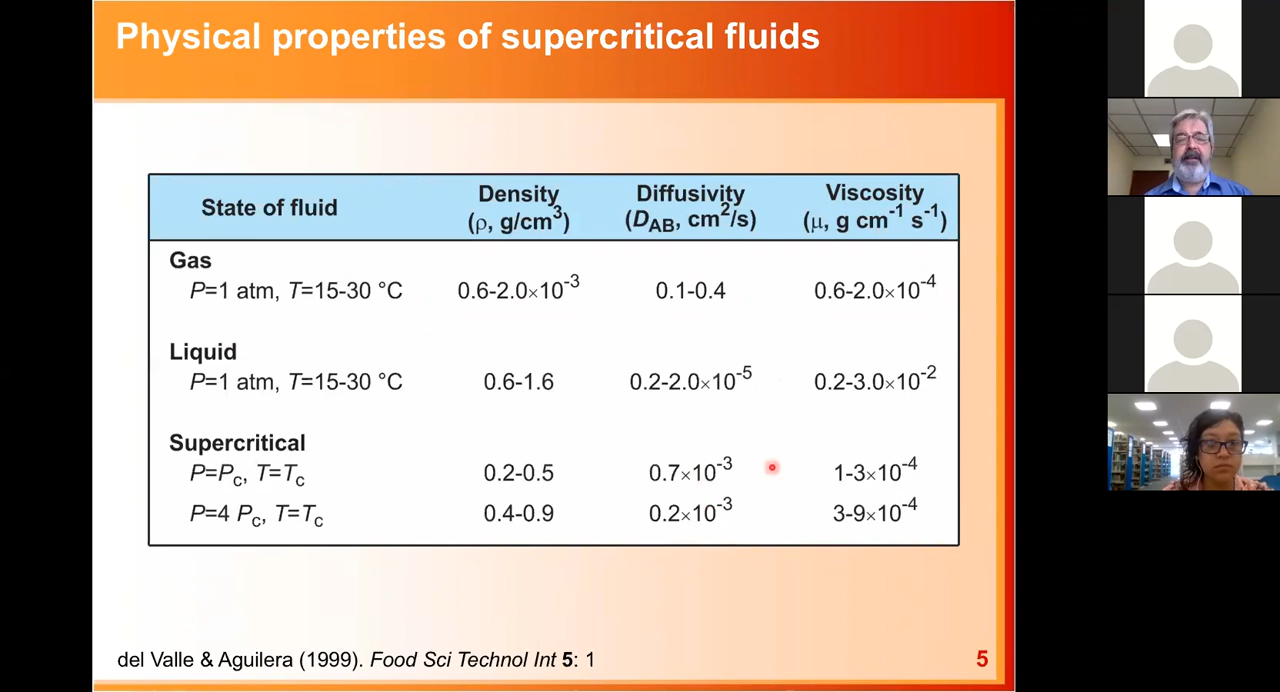 Physical properties of supercritical fluids
State of fluid Density (ρ, g/cm³) Diffusivity (D_AB, cm²/s) Viscosity (μ, g cm⁻¹ s⁻¹)
Gas
P=1 atm, T=15-30 °C 0.6-2.0×10⁻³ 0.1-0.4 0.6-2.0×10⁻⁴
Liquid
P=1 atm, T=15-30 °C 0.6-1.6 0.2-2.0×10⁻⁵ 0.2-3.0×10⁻²
Supercritical
P=P_c, T=T_c 0.2-0.5 0.7×10⁻³ 1-3×10⁻⁴
P=4 P_c, T=T_c 0.4-0.9 0.2×10⁻³ 3-9×10⁻⁴
del Valle & Aguilera (1999). Food Sci Technol Int 5: 1
5